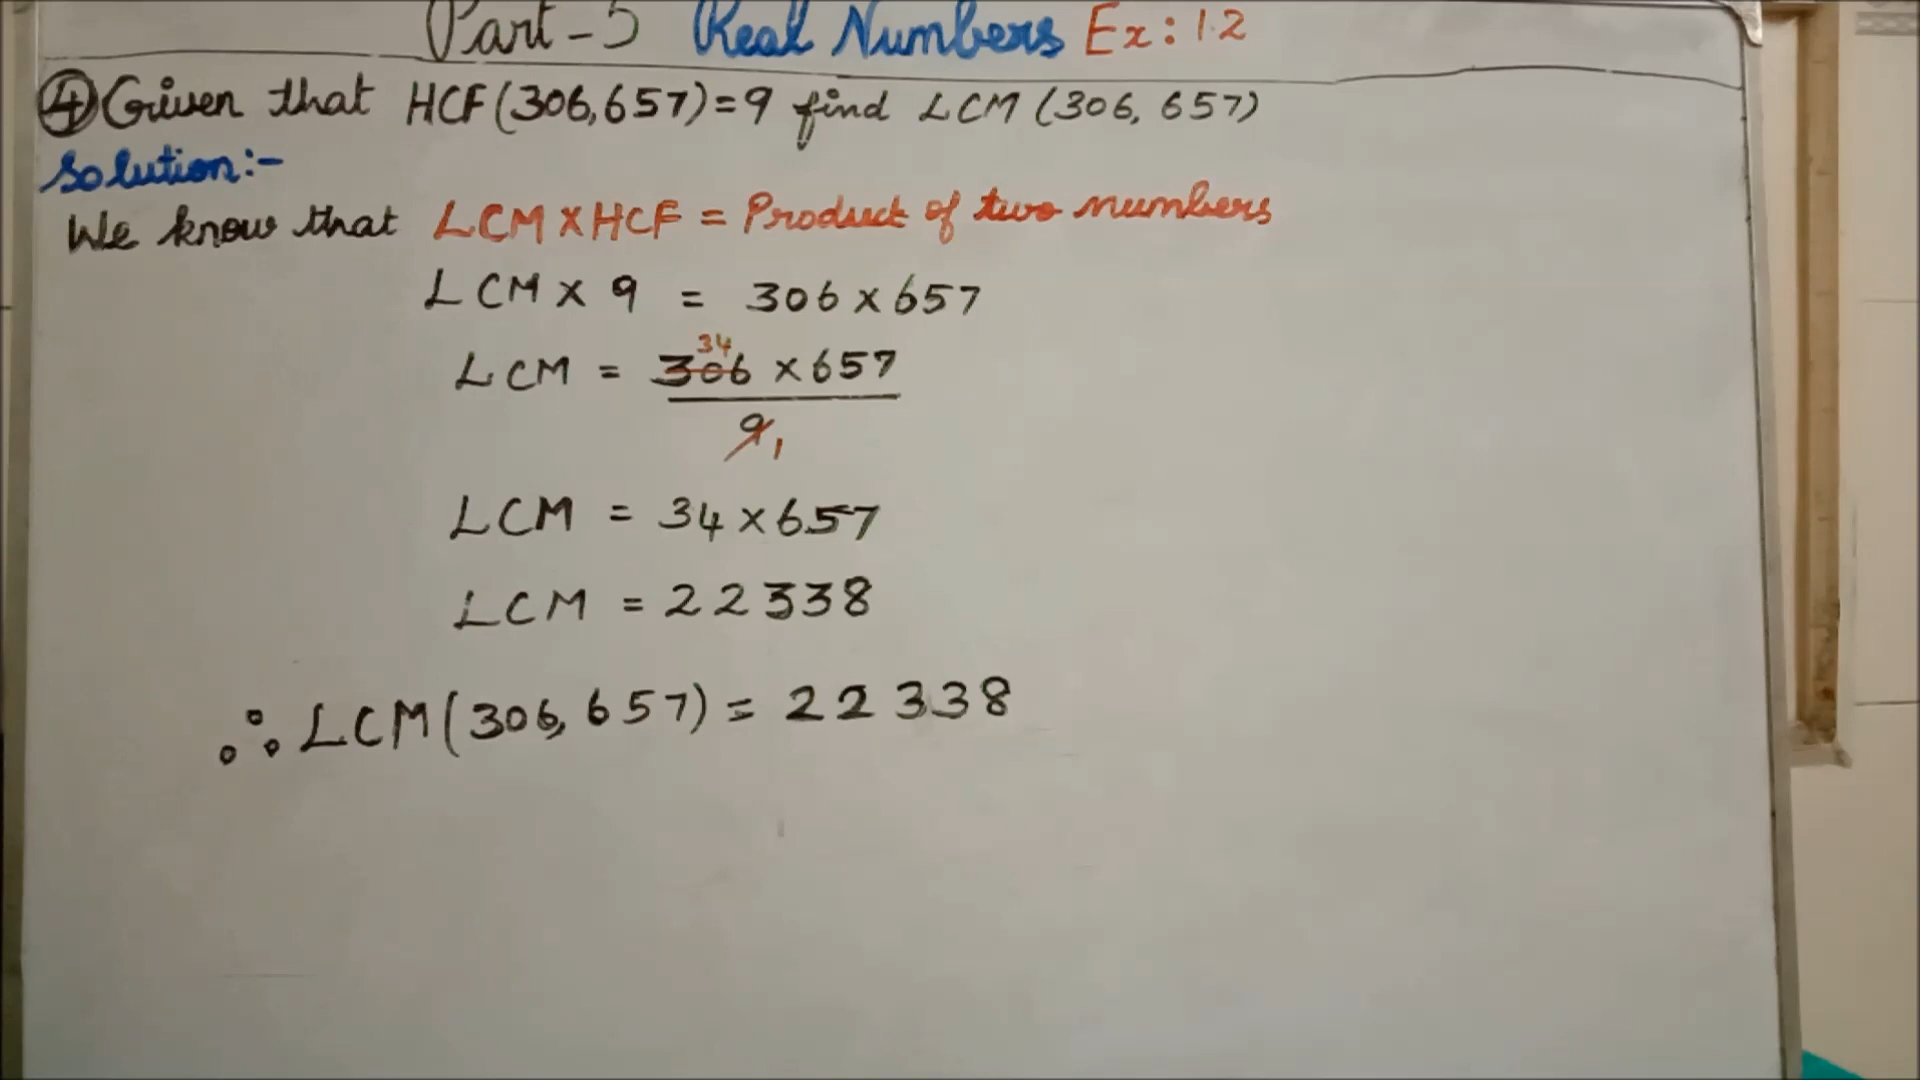 Part - 5 Real Numbers Ex: 1.2
④ Given that HCF(306,657)=9 find LCM (306, 657)
Solution:-
We know that LCM X HCF = Product of two numbers
LCM X 9 = 306 X 657
34
LCM = 306 X 657
9 1
LCM = 34 X 657
LCM = 22338
∴ LCM(306,657) = 22338